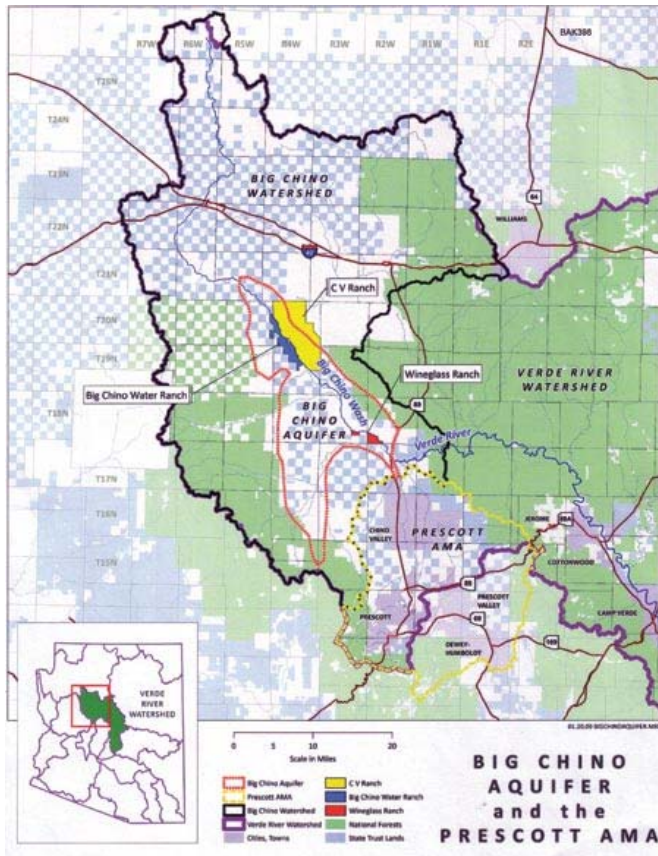 R7W R6W R5W R4W R3W R2W R1W R1E R2E
BAK398
T25N
T24N
T23N
T22N
T21N
T20N
T19N
T18N
T17N
T15N
BIG CHINO
WATERSHED
64
WILLIAMS
40
C V Ranch
Big Chino Wash
Wineglass Ranch
VERDE RIVER
WATERSHED
Big Chino Water Ranch
BIG
CHINO
AQUIFER
89
Verde River
CHINO
VALLEY
PRESCOTT
AMA
JEROME
89A
COTTONWOOD
89
PRESCOTT
PRESCOTT
VALLEY
69
CAMP VERDE
DEWEY-
HUMBOLDT
169
VERDE
RIVER
WATERSHED
0 10 20
Scale in Miles
Big Chino Aquifer
Prescott AMA
Big Chino Watershed
Verde River Watershed
Cities, Towns
C V Ranch
Big Chino Water Ranch
Wineglass Ranch
National Forests
State Trust Lands
BIG CHINO
AQUIFER
and the
PRESCOTT AMA